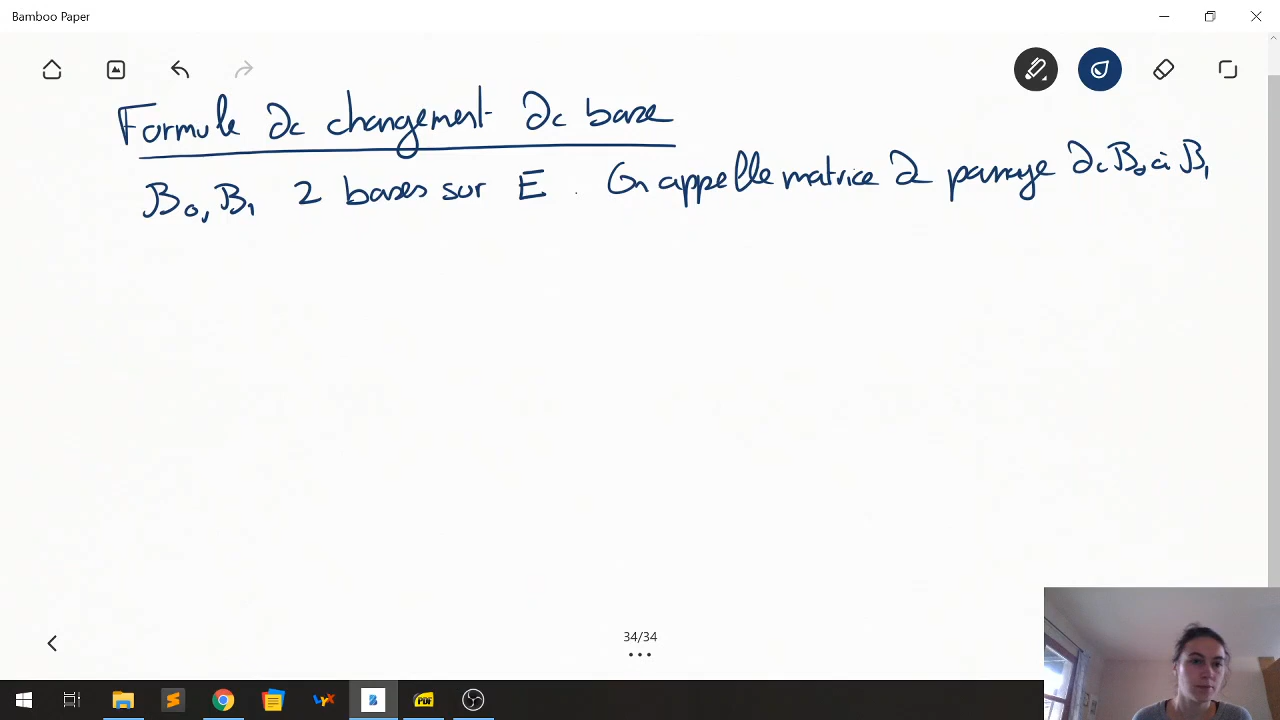 Bamboo Paper
Formule de changement de base
B₀, B₁ 2 bases sur E. On appelle matrice de passage de B₀ à B₁
34/34